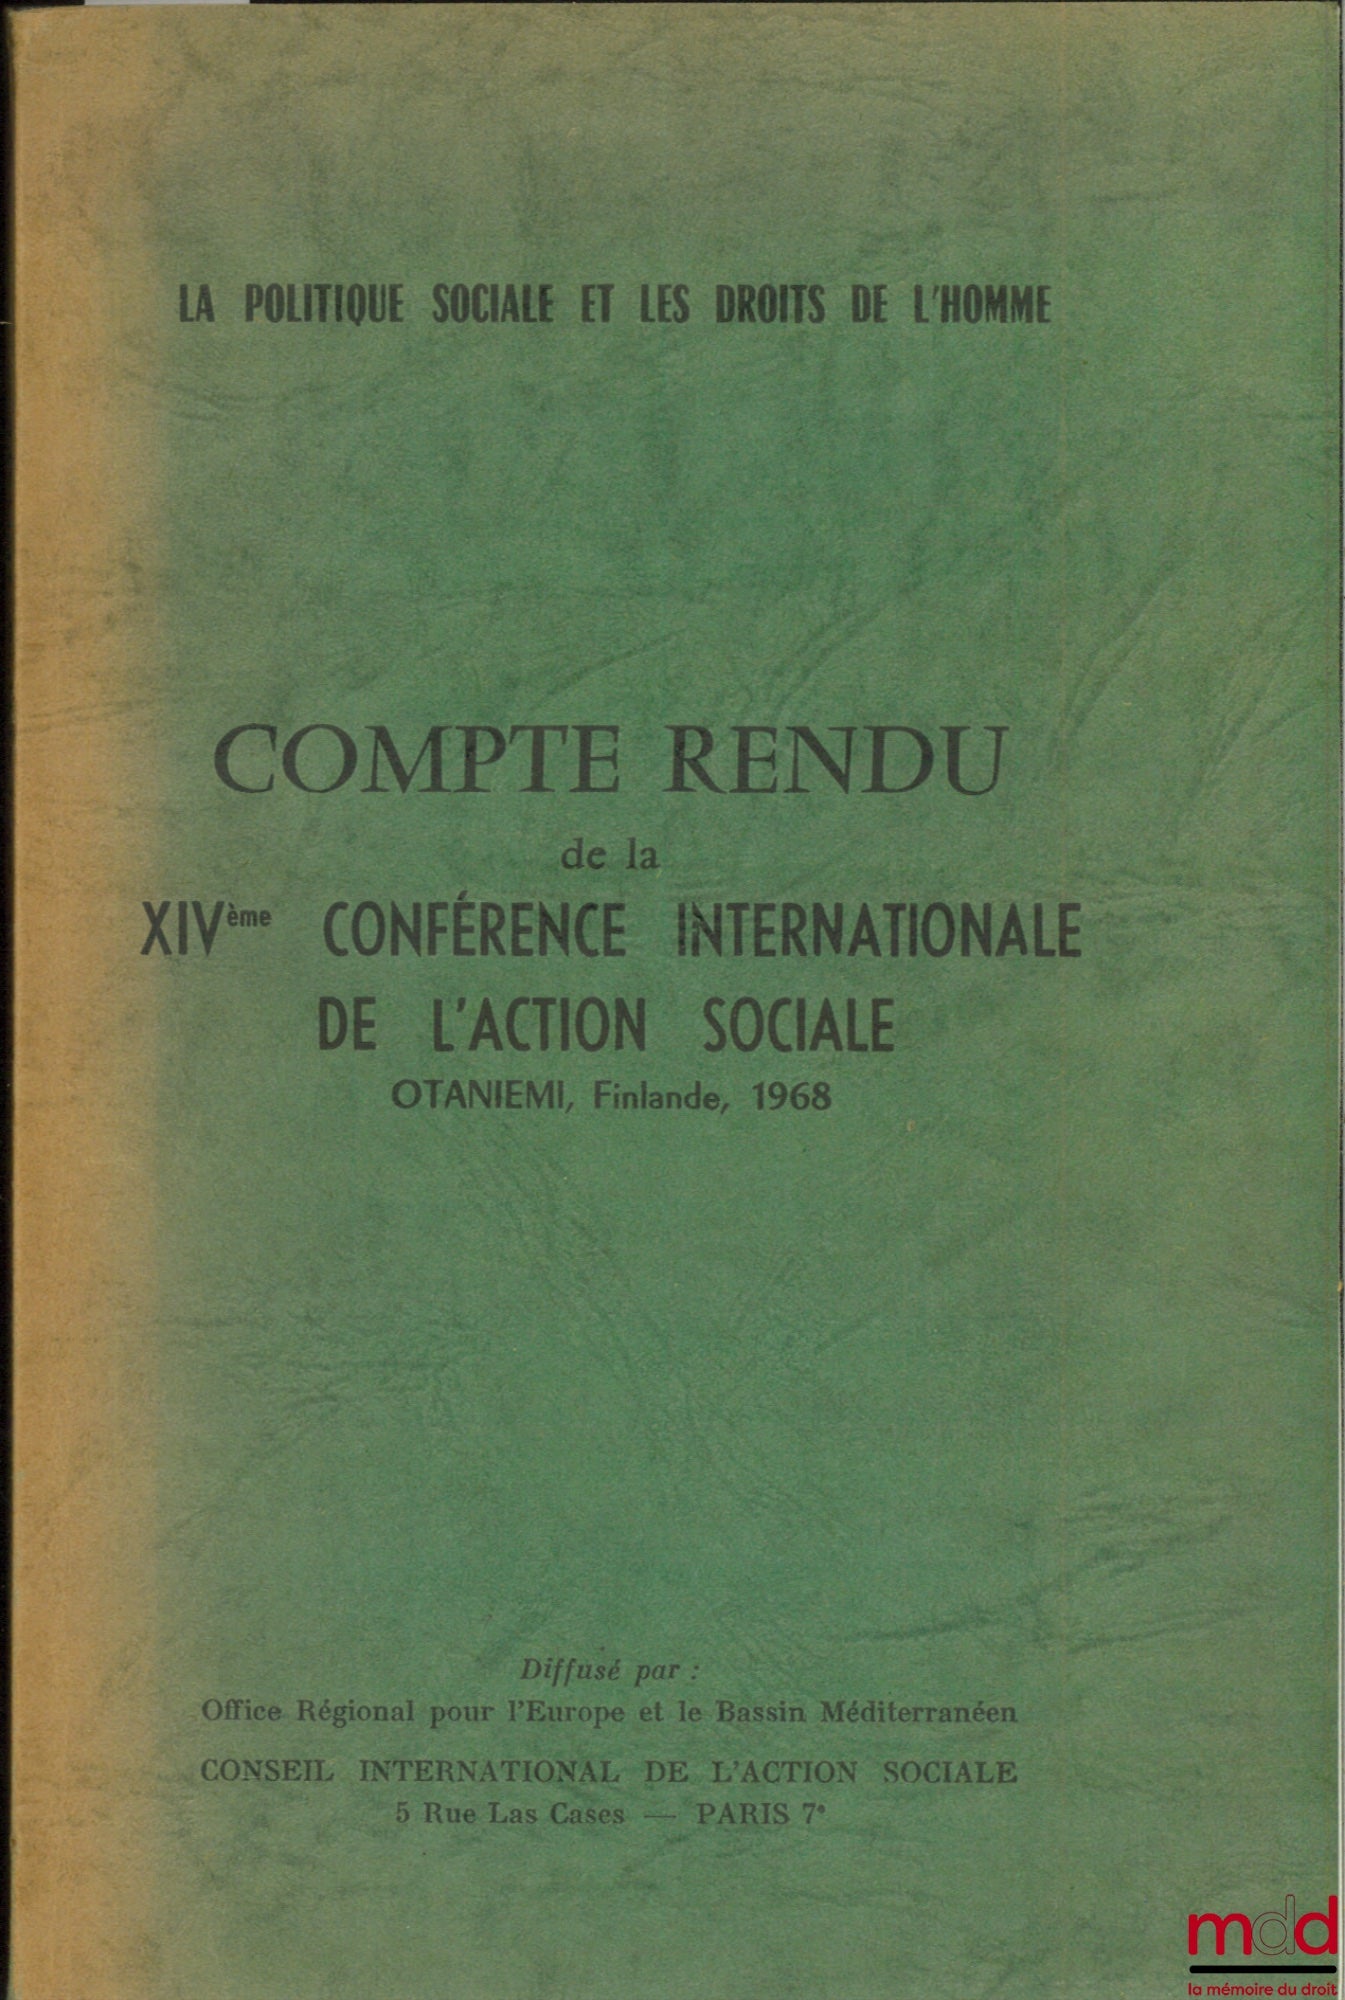 LA POLITIQUE SOCIALE ET LES DROITS DE L'HOMME
COMPTE RENDU
de la
XIVème CONFÉRENCE INTERNATIONALE
DE L'ACTION SOCIALE
OTANIEMI, Finlande, 1968
Diffusé par :
Office Régional pour l'Europe et le Bassin Méditerranéen
CONSEIL INTERNATIONAL DE L'ACTION SOCIALE
5 Rue Las Cases — PARIS 7e
mdd
la mémoire du droit